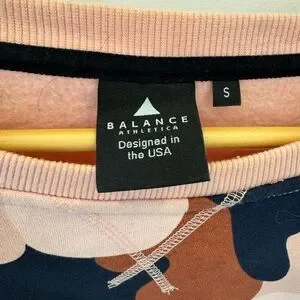 BALANCE
ATHLETICA
Designed in
the USA
S